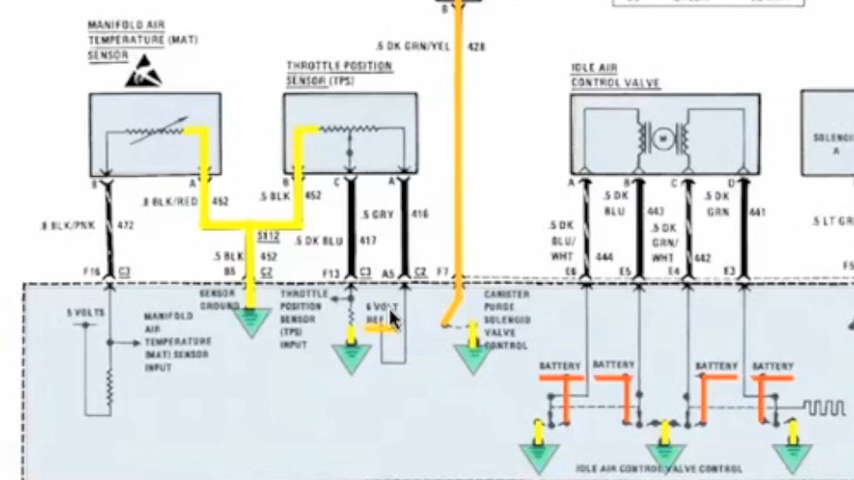 B
.5 DK GRN/YEL
428
MANIFOLD AIR
TEMPERATURE (MAT)
SENSOR
THROTTLE POSITION
SENSOR (TPS)
IDLE AIR
CONTROL VALVE
M
SOLENOI
A
B
A
B
C
A
A
B
C
D
.8 BLK/PNK
472
.8 BLK/RED
452
.5 BLK
452
.5 GRY
416
.5 DK BLU
417
S112
.5 BLK
452
.5 DK
BLU/
WHT
444
.5 DK
BLU
443
.5 DK
GRN/
WHT
442
.5 DK
GRN
441
.5 LT GR
F16
C3
B5
C2
F13
C3
A5
C2
F7
E6
E5
E4
E3
F5
5 VOLTS
MANIFOLD
AIR
TEMPERATURE
(MAT) SENSOR
INPUT
SENSOR
GROUND
THROTTLE
POSITION
SENSOR
(TPS)
INPUT
VOLT
REF
CANISTER
PURGE
SOLENOID
VALVE
CONTROL
BATTERY
BATTERY
BATTERY
BATTERY
IDLE AIR CONTROL VALVE CONTROL